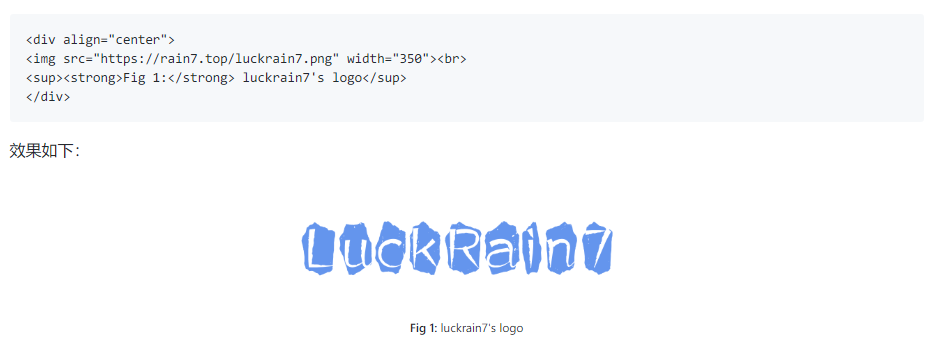 <div align="center">
<img src="https://rain7.top/luckrain7.png" width="350"><br>
<sup><strong>Fig 1:</strong> luckrain7's logo</sup>
</div>
效果如下：
LuckRain7
Fig 1: luckrain7's logo